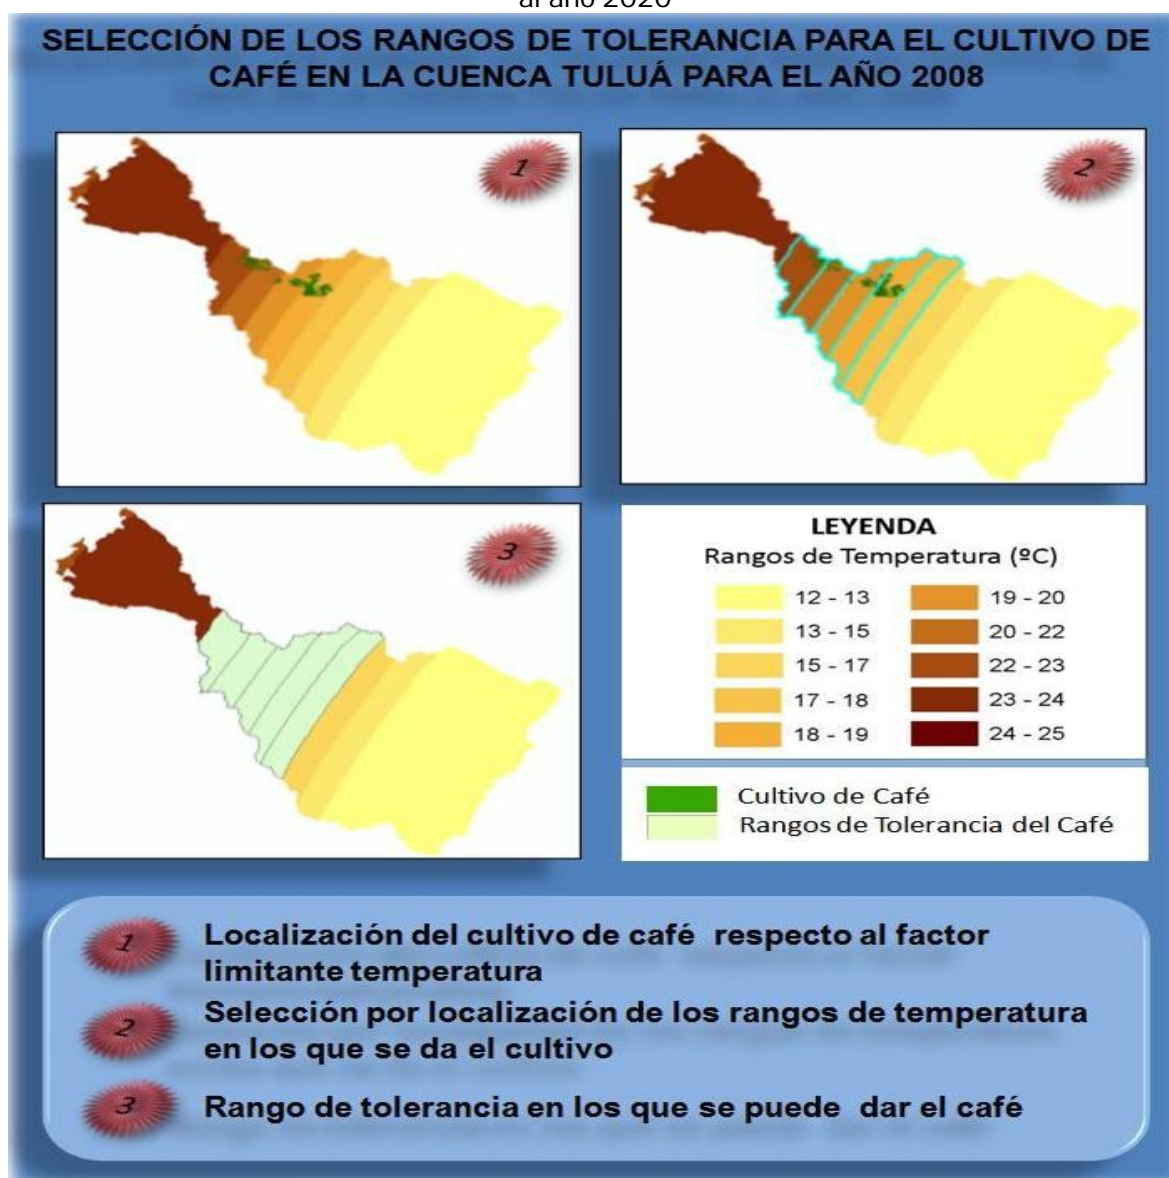 al año 2020
SELECCIÓN DE LOS RANGOS DE TOLERANCIA PARA EL CULTIVO DE
CAFÉ EN LA CUENCA TULUÁ PARA EL AÑO 2008
1
2
3
LEYENDA
Rangos de Temperatura (ºC)
12 - 13
13 - 15
15 - 17
17 - 18
18 - 19
19 - 20
20 - 22
22 - 23
23 - 24
24 - 25
Cultivo de Café
Rangos de Tolerancia del Café
1 Localización del cultivo de café respecto al factor
limitante temperatura
2 Selección por localización de los rangos de temperatura
en los que se da el cultivo
3 Rango de tolerancia en los que se puede dar el café